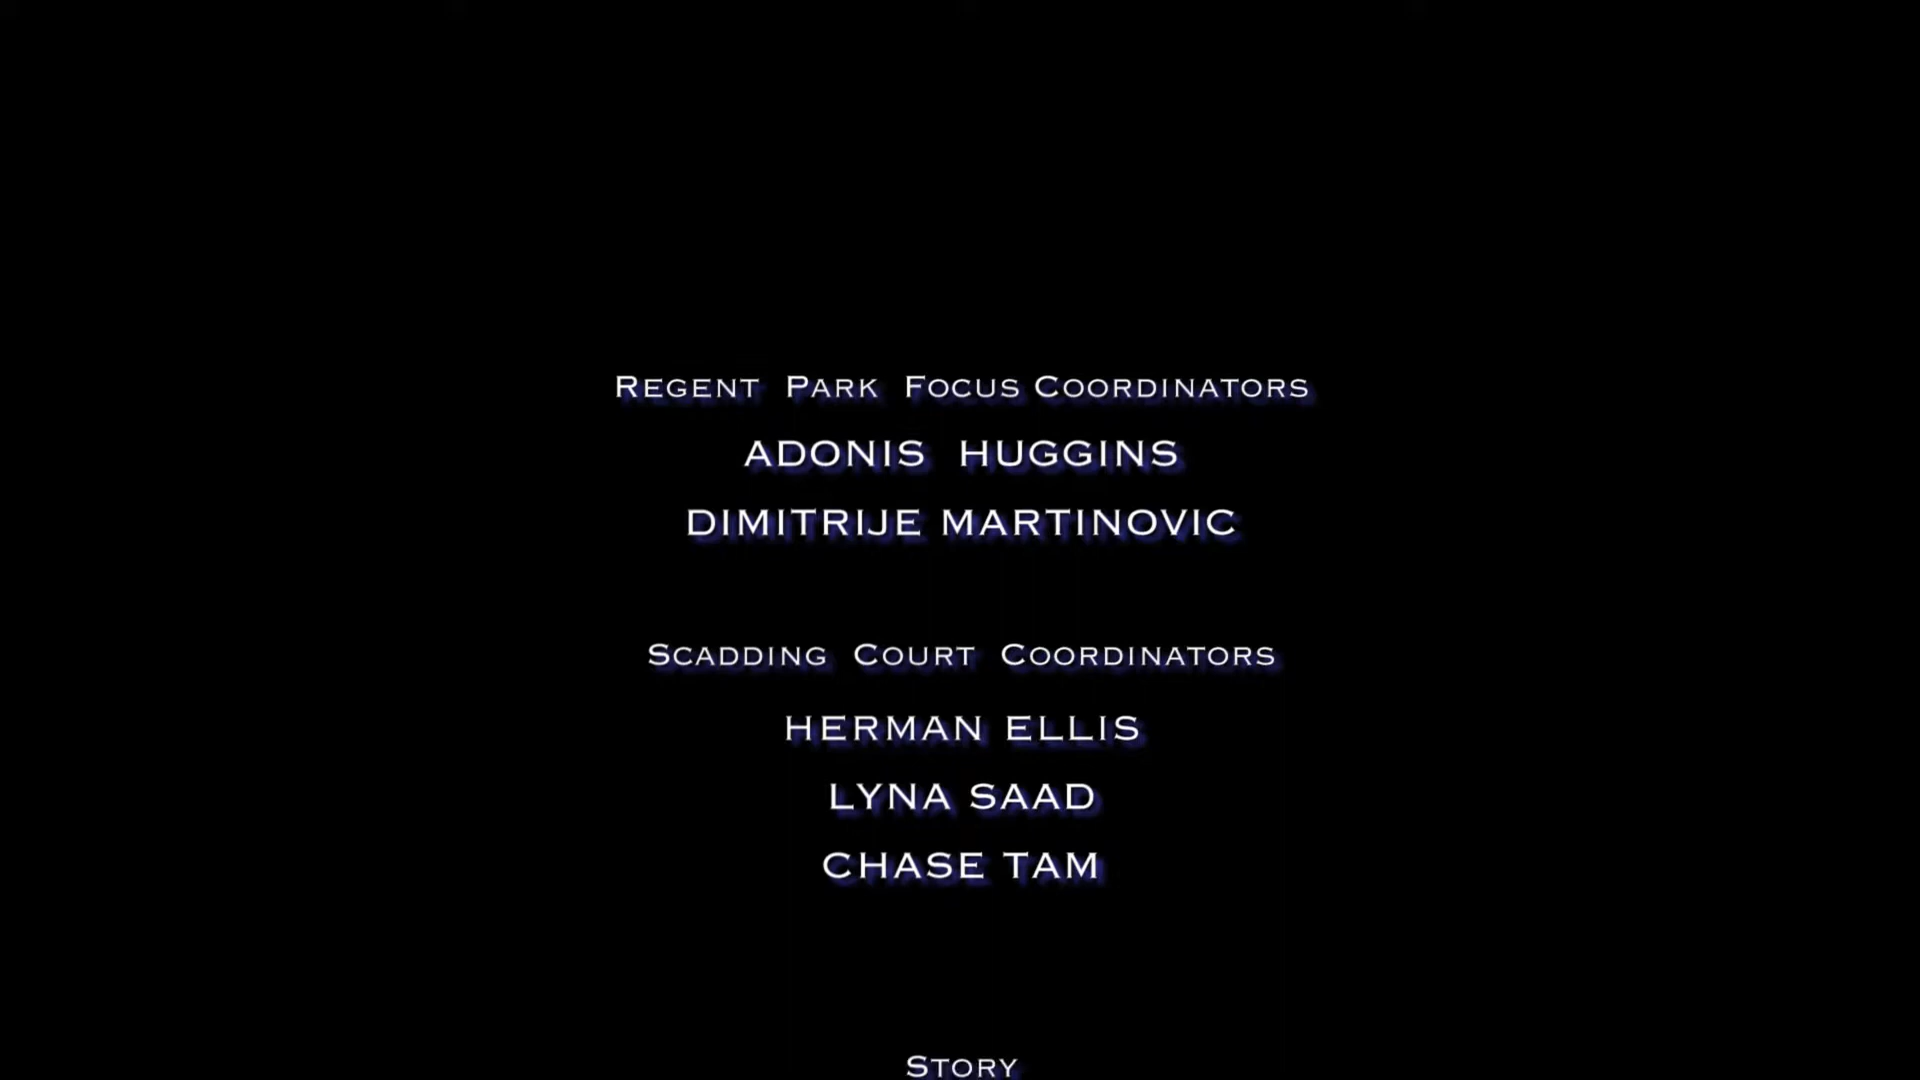 Regent Park Focus Coordinators
ADONIS HUGGINS
DIMITRIJE MARTINOVIC
Scadding Court Coordinators
HERMAN ELLIS
LYNA SAAD
CHASE TAM
Story